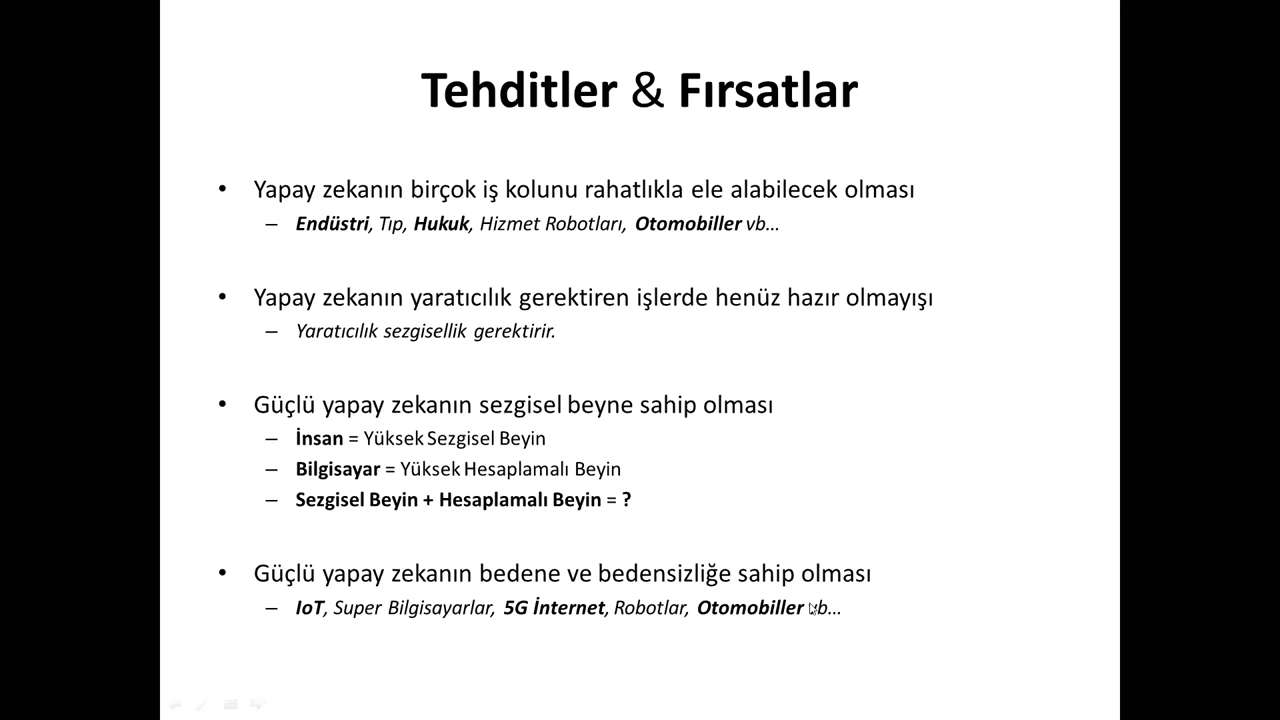 Tehditler & Fırsatlar
• Yapay zekanın birçok iş kolunu rahatlıkla ele alabilecek olması
– Endüstri, Tıp, Hukuk, Hizmet Robotları, Otomobiller vb...
• Yapay zekanın yaratıcılık gerektiren işlerde henüz hazır olmayışı
– Yaratıcılık sezgisellik gerektirir.
• Güçlü yapay zekanın sezgisel beyne sahip olması
– İnsan = Yüksek Sezgisel Beyin
– Bilgisayar = Yüksek Hesaplamalı Beyin
– Sezgisel Beyin + Hesaplamalı Beyin = ?
• Güçlü yapay zekanın bedene ve bedensizliğe sahip olması
– IoT, Super Bilgisayarlar, 5G İnternet, Robotlar, Otomobiller vb...